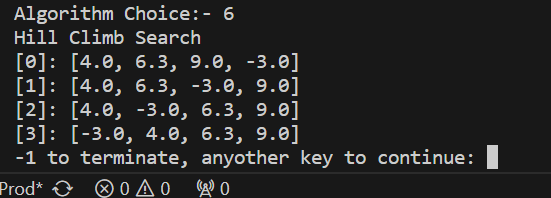 Algorithm Choice:- 6
Hill Climb Search
[0]: [4.0, 6.3, 9.0, -3.0]
[1]: [4.0, 6.3, -3.0, 9.0]
[2]: [4.0, -3.0, 6.3, 9.0]
[3]: [-3.0, 4.0, 6.3, 9.0]
-1 to terminate, anyother key to continue:
Prod* 0 0 0